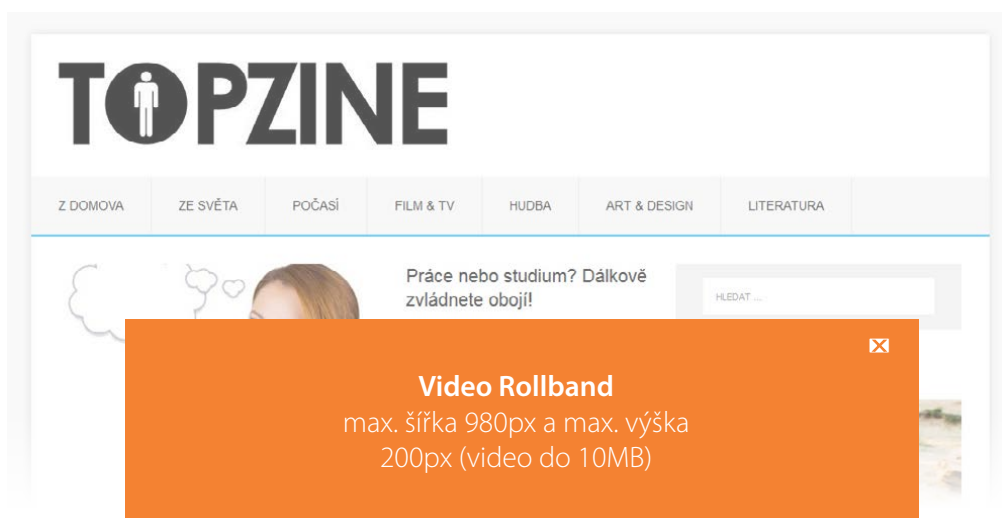 TOPZINE
Z DOMOVA ZE SVĚTA POČASÍ FILM & TV HUDBA ART & DESIGN LITERATURA
Práce nebo studium? Dálkově
zvládnete obojí!
HLEDAT ...
Video Rollband
max. šířka 980px a max. výška
200px (video do 10MB)